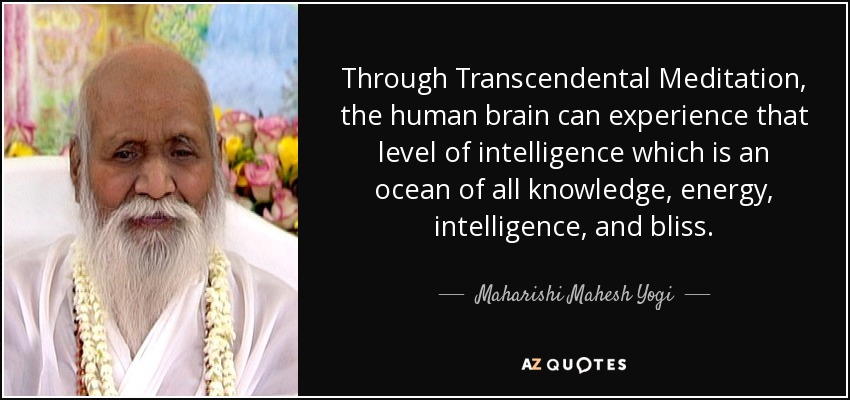 Through Transcendental Meditation,
the human brain can experience that
level of intelligence which is an
ocean of all knowledge, energy,
intelligence, and bliss.
Maharishi Mahesh Yogi
AZ QUOTES